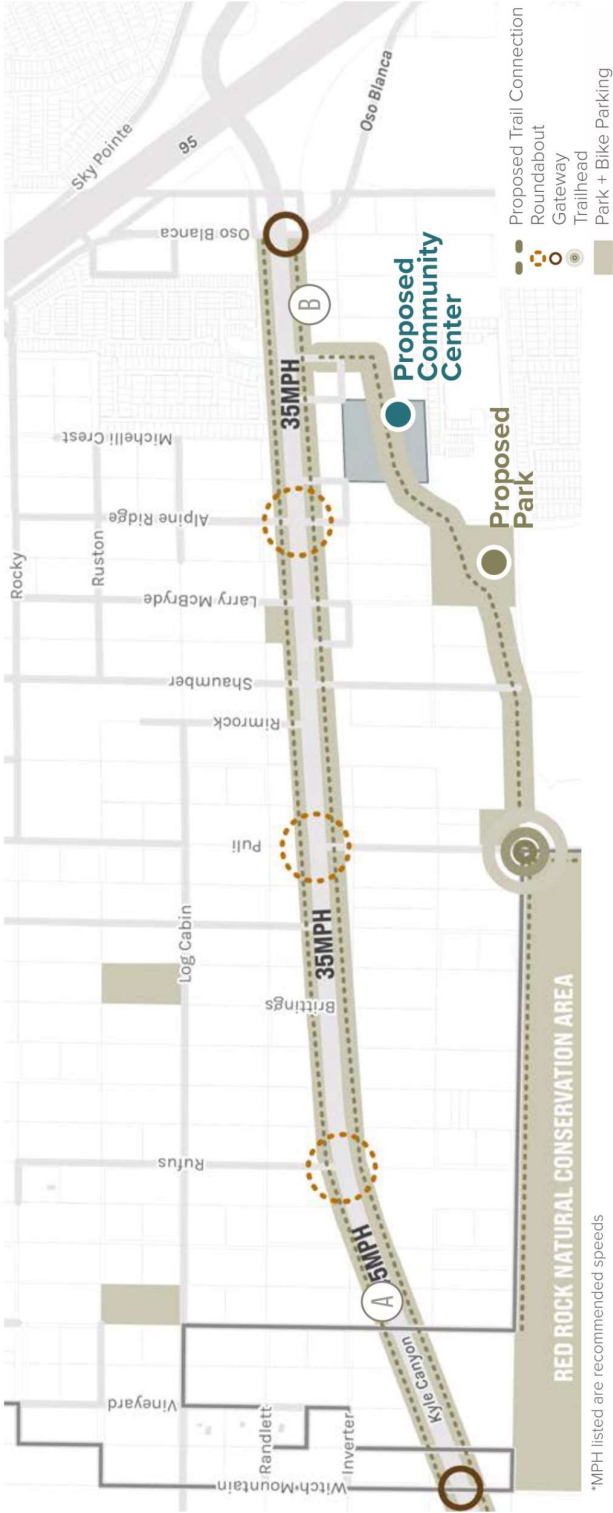 Sky Pointe
95
Oso Blanca
Oso Blanca
Rocky
Michelli Crest
Ruston
Alpine Ridge
Larry McBryde
Shaumber
Rimrock
Puli
Log Cabin
Brittings
Rufus
Vineyard
Randlett
Inverter
Witch Mountain
Kyle Canyon
35MPH
35MPH
5MPH
A
B
Proposed
Community
Center
Proposed
Park
RED ROCK NATURAL CONSERVATION AREA
Proposed Trail Connection
Roundabout
Gateway
Trailhead
Park + Bike Parking
*MPH listed are recommended speeds